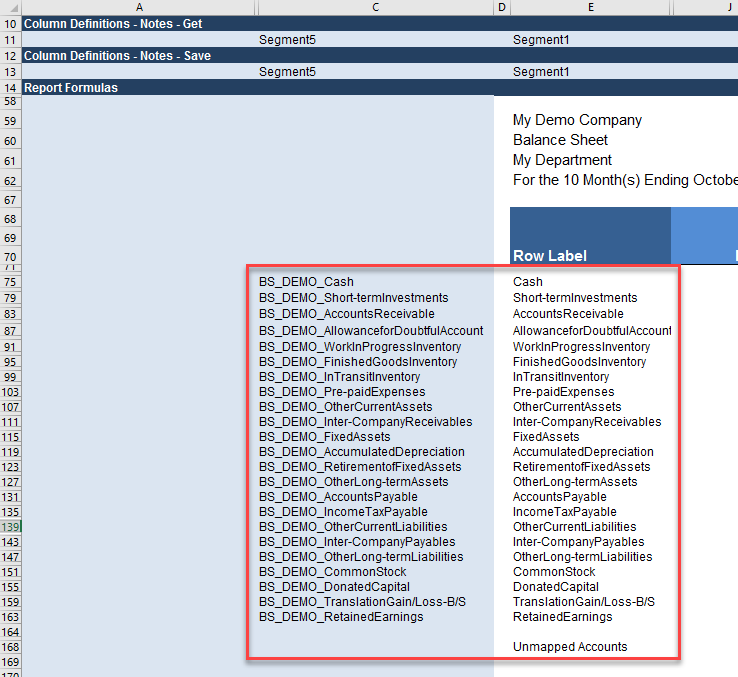 A C D E J
10 Column Definitions - Notes - Get
11 Segment5 Segment1
12 Column Definitions - Notes - Save
13 Segment5 Segment1
14 Report Formulas
58
59 My Demo Company
60 Balance Sheet
61 My Department
62 For the 10 Month(s) Ending Octobe
67
68
69
70 Row Label
71
75 BS_DEMO_Cash Cash
79 BS_DEMO_Short-termInvestments Short-termInvestments
83 BS_DEMO_AccountsReceivable AccountsReceivable
87 BS_DEMO_AllowanceforDoubtfulAccount AllowanceforDoubtfulAccount
91 BS_DEMO_WorkInProgressInventory WorkInProgressInventory
95 BS_DEMO_FinishedGoodsInventory FinishedGoodsInventory
99 BS_DEMO_InTransitInventory InTransitInventory
103 BS_DEMO_Pre-paidExpenses Pre-paidExpenses
107 BS_DEMO_OtherCurrentAssets OtherCurrentAssets
111 BS_DEMO_Inter-CompanyReceivables Inter-CompanyReceivables
115 BS_DEMO_FixedAssets FixedAssets
119 BS_DEMO_AccumulatedDepreciation AccumulatedDepreciation
123 BS_DEMO_RetirementofFixedAssets RetirementofFixedAssets
127 BS_DEMO_OtherLong-termAssets OtherLong-termAssets
131 BS_DEMO_AccountsPayable AccountsPayable
135 BS_DEMO_IncomeTaxPayable IncomeTaxPayable
139 BS_DEMO_OtherCurrentLiabilities OtherCurrentLiabilities
143 BS_DEMO_Inter-CompanyPayables Inter-CompanyPayables
147 BS_DEMO_OtherLong-termLiabilities OtherLong-termLiabilities
151 BS_DEMO_CommonStock CommonStock
155 BS_DEMO_DonatedCapital DonatedCapital
159 BS_DEMO_TranslationGain/Loss-B/S TranslationGain/Loss-B/S
163 BS_DEMO_RetainedEarnings RetainedEarnings
164
168 Unmapped Accounts
169
170